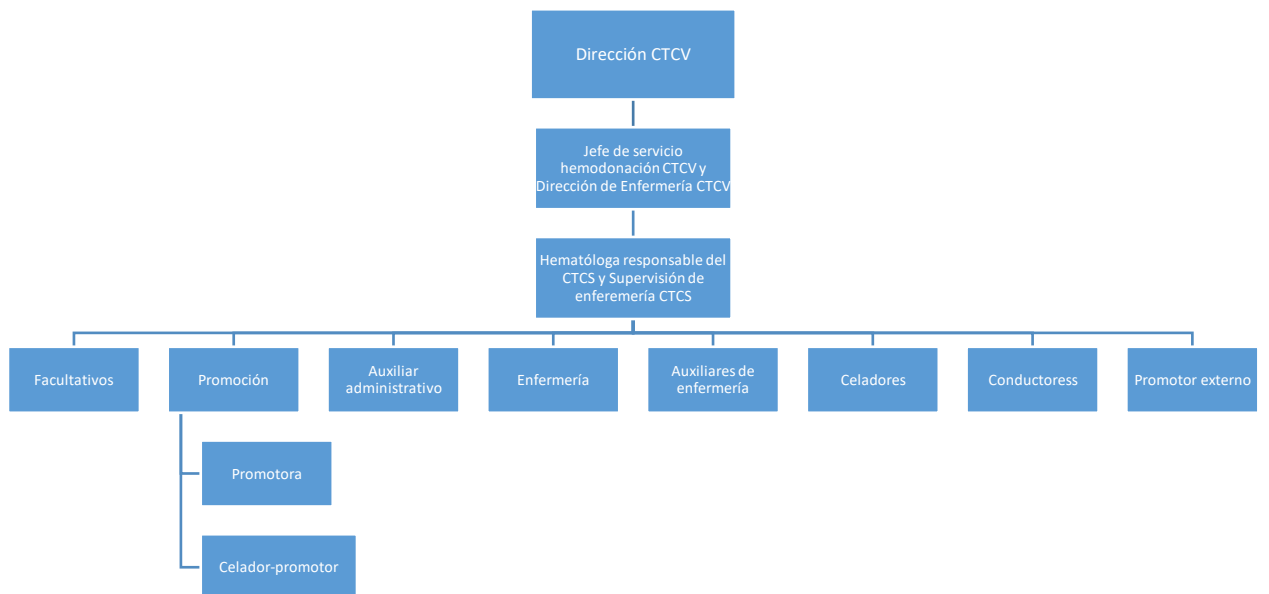 Dirección CTCV
Jefe de servicio
hemodonación CTCV y
Dirección de Enfermería CTCV
Hematóloga responsable del
CTCS y Supervisión de
enferemería CTCS
Facultativos
Promoción
Auxiliar
administrativo
Enfermería
Auxiliares de
enfermería
Celadores
Conductoress
Promotor externo
Promotora
Celador-promotor